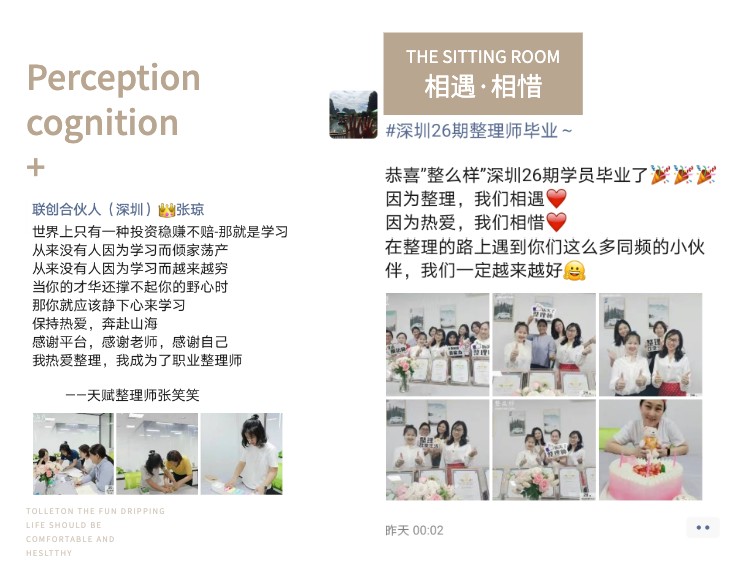 Perception
cognition
+
联创合伙人（深圳）👑张琼
世界上只有一种投资稳赚不赔-那就是学习
从来没有人因为学习而倾家荡产
从来没有人因为学习而越来越穷
当你的才华还撑不起你的野心时
那你就应该静下心来学习
保持热爱，奔赴山海
感谢平台，感谢老师，感谢自己
我热爱整理，我成为了职业整理师
——天赋整理师张笑笑
TOLLETON THE FUN DRIPPING
LIFE SHOULD BE
COMFORTABLE AND
HESLTTHY
THE SITTING ROOM
相遇·相惜
#深圳26期整理师毕业～
恭喜”整么样”深圳26期学员毕业了🎉🎉🎉
因为整理，我们相遇❤️
因为热爱，我们相惜❤️
在整理的路上遇到你们这么多同频的小伙
伴，我们一定越来越好🤗
昨天 00:02